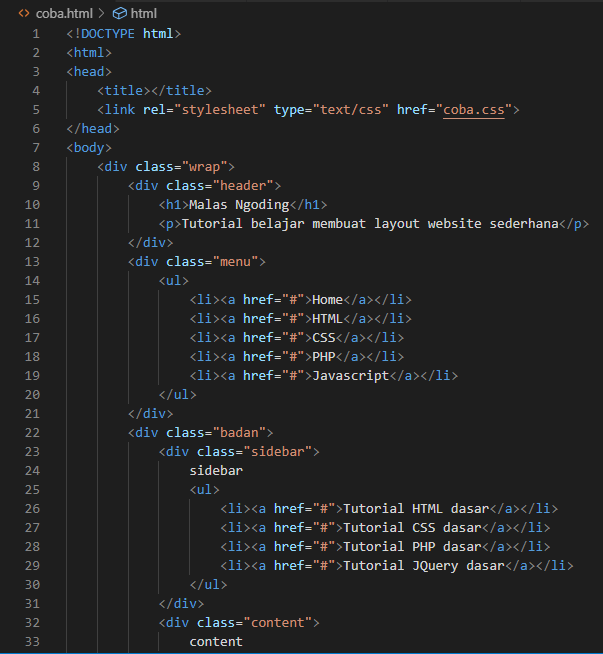 coba.html > html
1 <!DOCTYPE html>
2 <html>
3 <head>
4     <title></title>
5     <link rel="stylesheet" type="text/css" href="coba.css">
6 </head>
7 <body>
8     <div class="wrap">
9         <div class="header">
10             <h1>Malas Ngoding</h1>
11             <p>Tutorial belajar membuat layout website sederhana</p>
12         </div>
13         <div class="menu">
14             <ul>
15                 <li><a href="#">Home</a></li>
16                 <li><a href="#">HTML</a></li>
17                 <li><a href="#">CSS</a></li>
18                 <li><a href="#">PHP</a></li>
19                 <li><a href="#">Javascript</a></li>
20             </ul>
21         </div>
22         <div class="badan">
23             <div class="sidebar">
24                 sidebar
25                 <ul>
26                     <li><a href="#">Tutorial HTML dasar</a></li>
27                     <li><a href="#">Tutorial CSS dasar</a></li>
28                     <li><a href="#">Tutorial PHP dasar</a></li>
29                     <li><a href="#">Tutorial JQuery dasar</a></li>
30                 </ul>
31             </div>
32             <div class="content">
33                 content